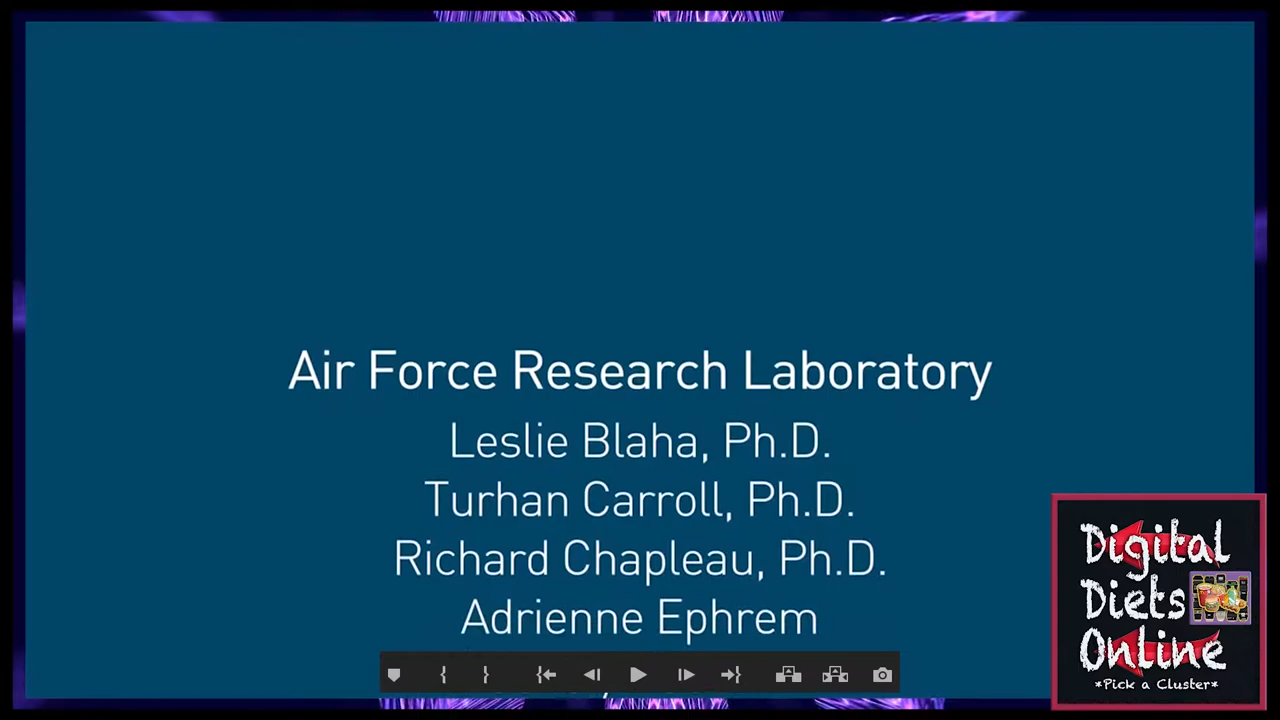 Air Force Research Laboratory
Leslie Blaha, Ph.D.
Turhan Carroll, Ph.D.
Richard Chapleau, Ph.D.
Adrienne Ephrem
Digital
Diets
Online
*Pick a Cluster*